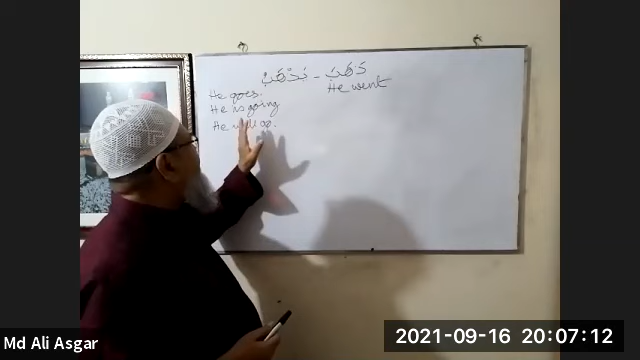 ذَهَبَ - يَذْهَبُ
He went
He goes.
He is going
He will go.
Md Ali Asgar
2021-09-16 20:07:12